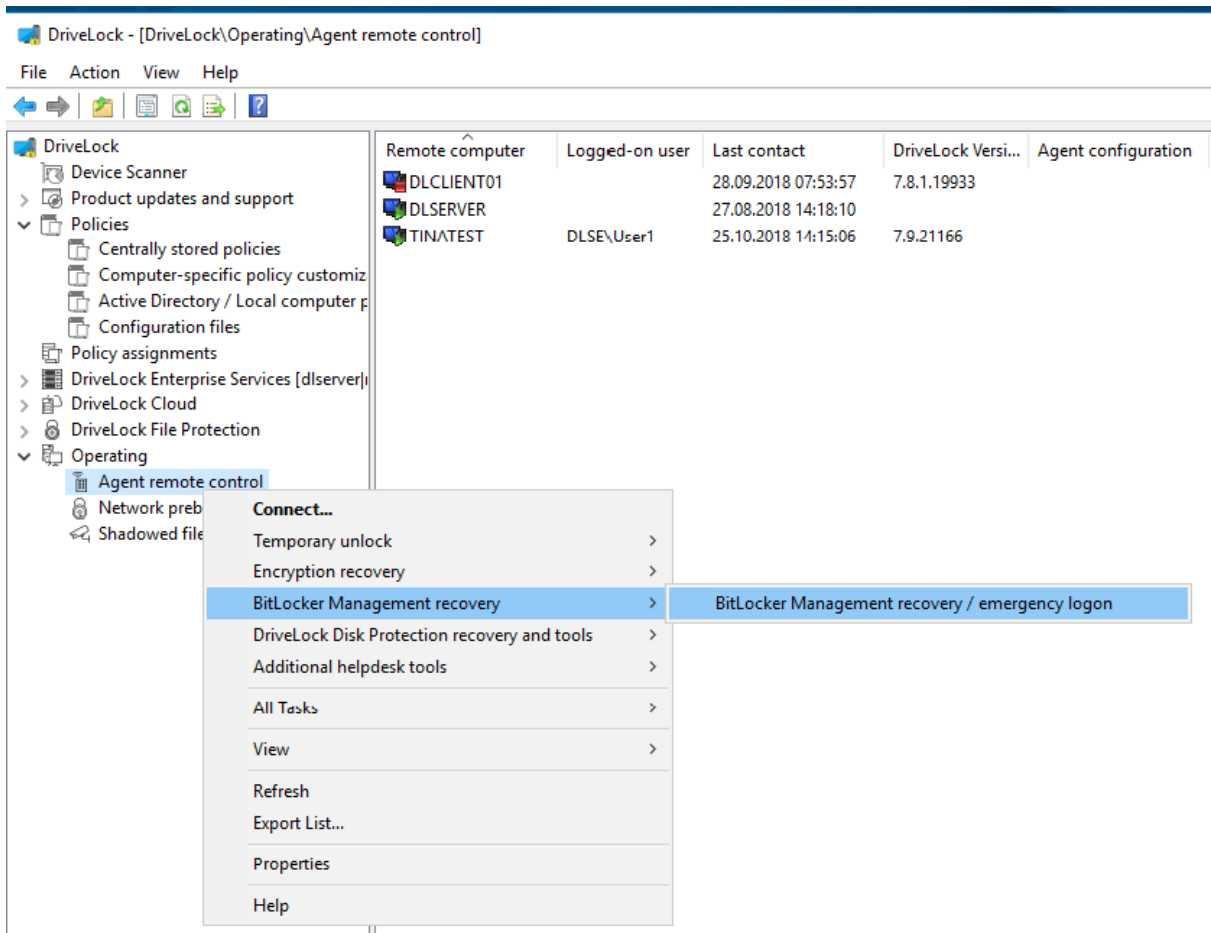 DriveLock - [DriveLock\Operating\Agent remote control]
File Action View Help
DriveLock
Device Scanner
Product updates and support
Policies
Centrally stored policies
Computer-specific policy customiz
Active Directory / Local computer p
Configuration files
Policy assignments
DriveLock Enterprise Services [dlserver|
DriveLock Cloud
DriveLock File Protection
Operating
Agent remote control
Network preb
Shadowed file
Remote computer Logged-on user Last contact DriveLock Versi... Agent configuration
DLCLIENT01 28.09.2018 07:53:57 7.8.1.19933
DLSERVER 27.08.2018 14:18:10
TINATEST DLSE\User1 25.10.2018 14:15:06 7.9.21166
Connect...
Temporary unlock
Encryption recovery
BitLocker Management recovery
DriveLock Disk Protection recovery and tools
Additional helpdesk tools
All Tasks
View
Refresh
Export List...
Properties
Help
BitLocker Management recovery / emergency logon